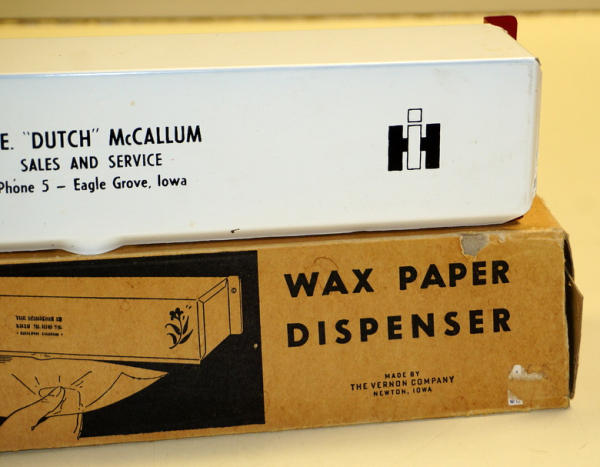 E. "DUTCH" McCALLUM
SALES AND SERVICE
Phone 5 – Eagle Grove, Iowa
IH
WAX PAPER
DISPENSER
MADE BY
THE VERNON COMPANY
NEWTON, IOWA